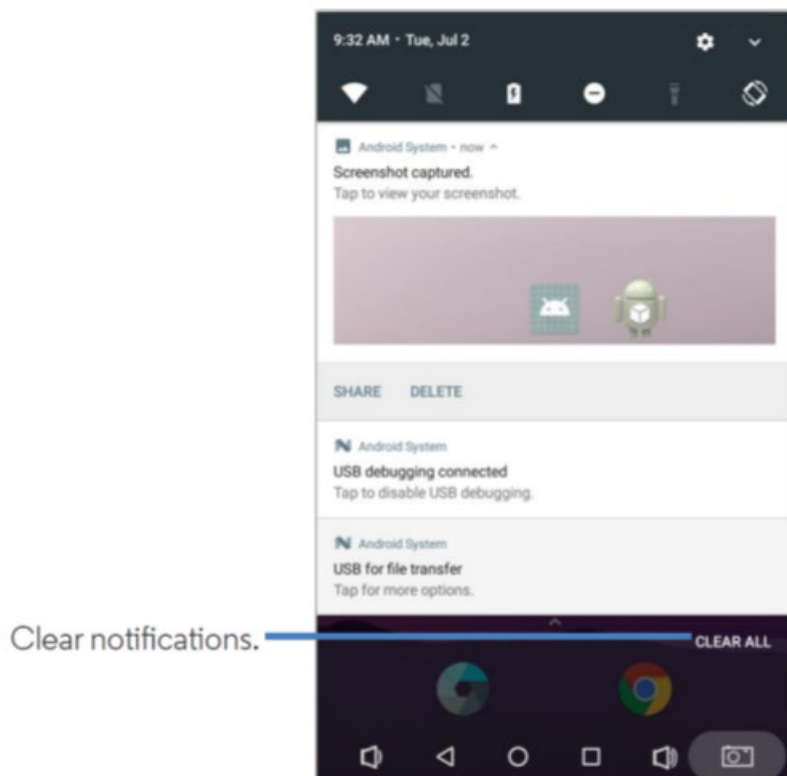 9:32 AM • Tue, Jul 2
Android System • now
Screenshot captured.
Tap to view your screenshot.
SHARE DELETE
Android System
USB debugging connected
Tap to disable USB debugging.
Android System
USB for file transfer
Tap for more options.
Clear notifications.
CLEAR ALL